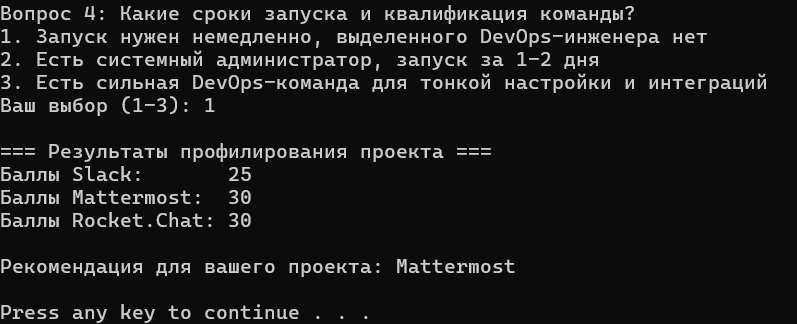 Вопрос 4: Какие сроки запуска и квалификация команды?
1. Запуск нужен немедленно, выделенного DevOps-инженера нет
2. Есть системный администратор, запуск за 1-2 дня
3. Есть сильная DevOps-команда для тонкой настройки и интеграций
Ваш выбор (1-3): 1
=== Результаты профилирования проекта ===
Баллы Slack:       25
Баллы Mattermost:  30
Баллы Rocket.Chat: 30
Рекомендация для вашего проекта: Mattermost
Press any key to continue . . .